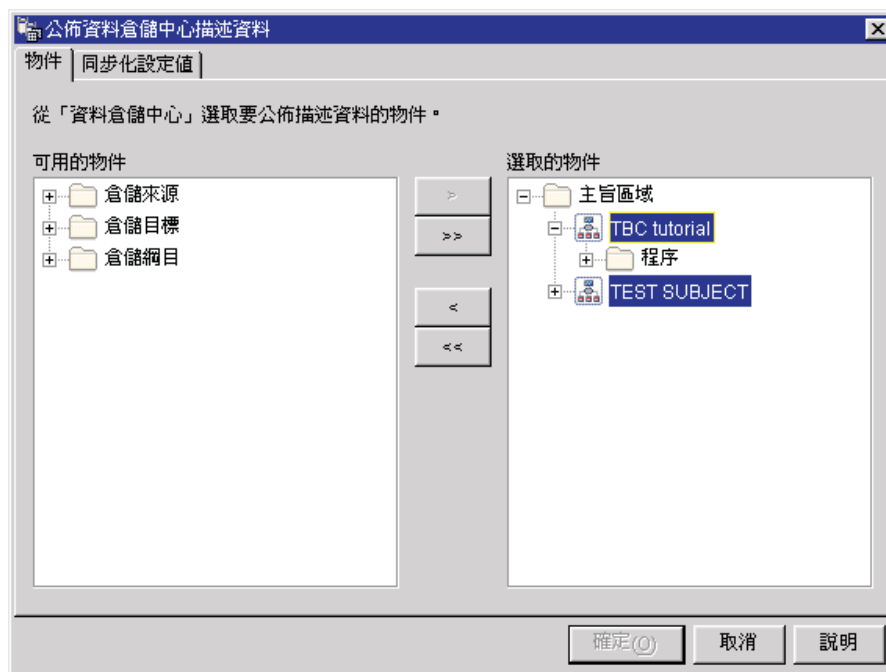 公佈資料倉儲中心描述資料
物件
同步化設定值
從「資料倉儲中心」選取要公佈描述資料的物件。
可用的物件
選取的物件
倉儲來源
倉儲目標
倉儲綱目
>
>>
<
<<
主旨區域
TBC tutorial
程序
TEST SUBJECT
確定(O)
取消
說明